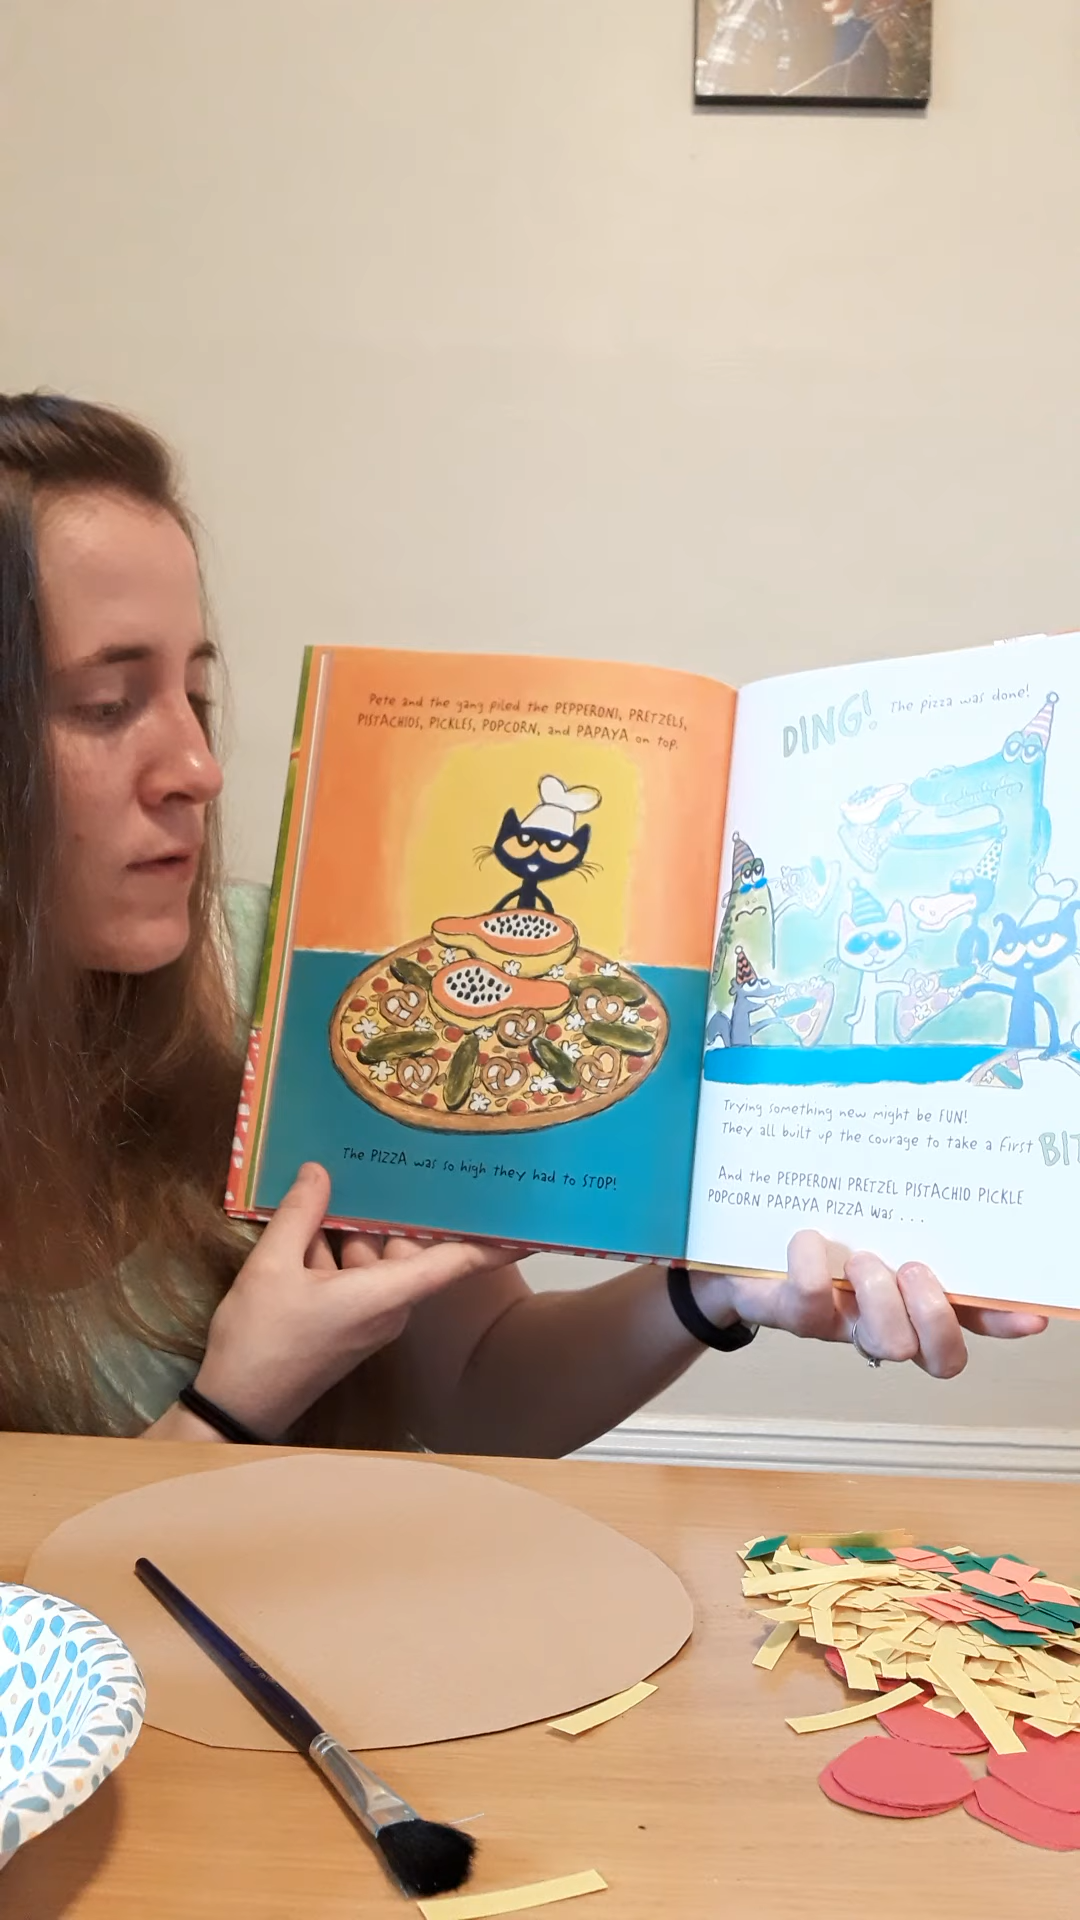 Pete and the gang piled the PEPPERONI, PRETZELS,
PISTACHIOS, PICKLES, POPCORN, and PAPAYA on top.
The PIZZA was so high they had to STOP!
DING! The pizza was done!
Trying something new might be FUN!
They all built up the courage to take a first
And the PEPPERONI PRETZEL PISTACHIO PICKLE
POPCORN PAPAYA PIZZA was . . .